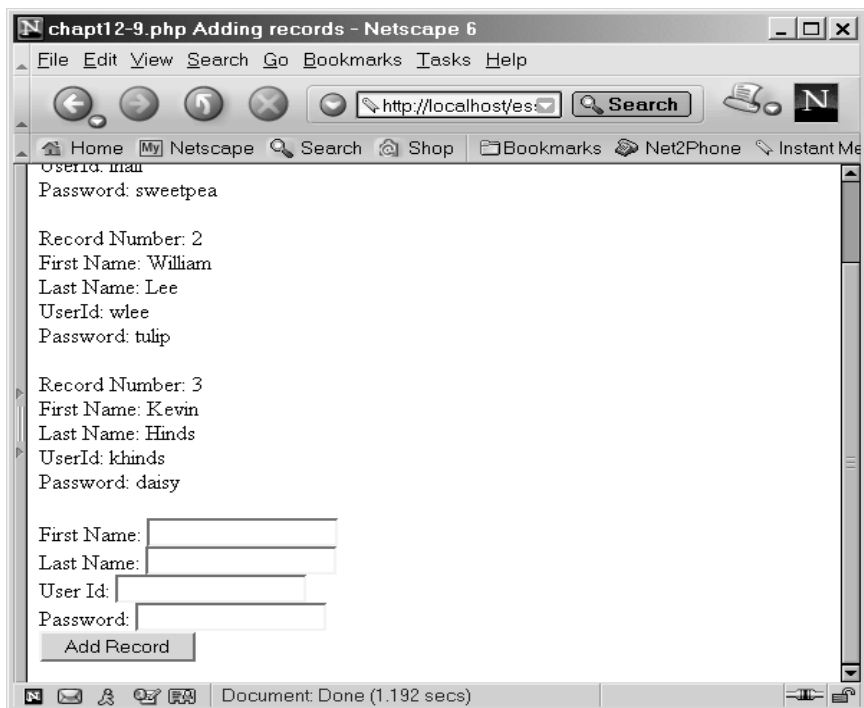 N chapt12-9.php Adding records - Netscape 6
File Edit View Search Go Bookmarks Tasks Help
http://localhost/es Search N
Home My Netscape Search Shop Bookmarks Net2Phone Instant Me
UserId:
Password: sweetpea
Record Number: 2
First Name: William
Last Name: Lee
UserId: wlee
Password: tulip
Record Number: 3
First Name: Kevin
Last Name: Hinds
UserId: khinds
Password: daisy
First Name:
Last Name:
User Id:
Password:
Add Record
N Document: Done (1.192 secs)